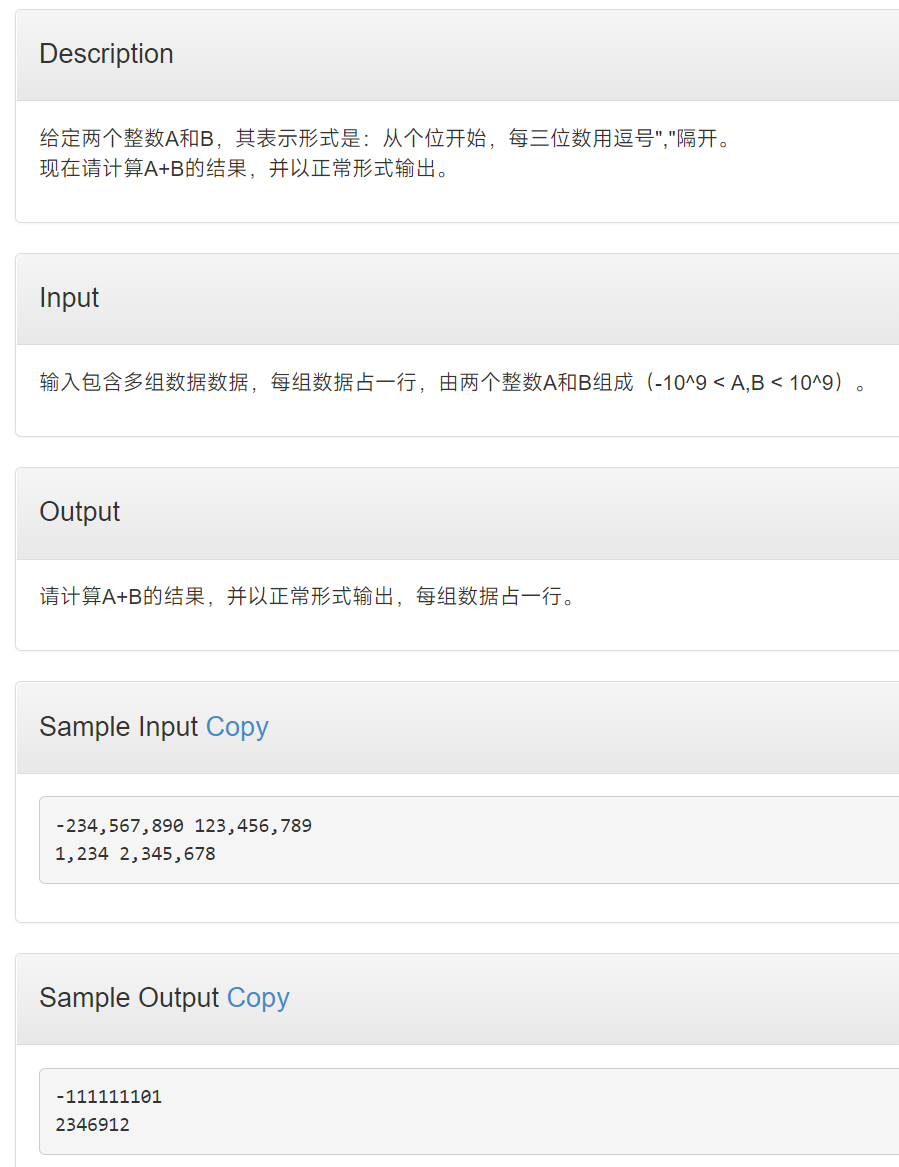 Description
给定两个整数A和B，其表示形式是：从个位开始，每三位数用逗号","隔开。
现在请计算A+B的结果，并以正常形式输出。
Input
输入包含多组数据数据，每组数据占一行，由两个整数A和B组成（-10^9 < A,B < 10^9）。
Output
请计算A+B的结果，并以正常形式输出，每组数据占一行。
Sample Input Copy
-234,567,890 123,456,789
1,234 2,345,678
Sample Output Copy
-111111101
2346912